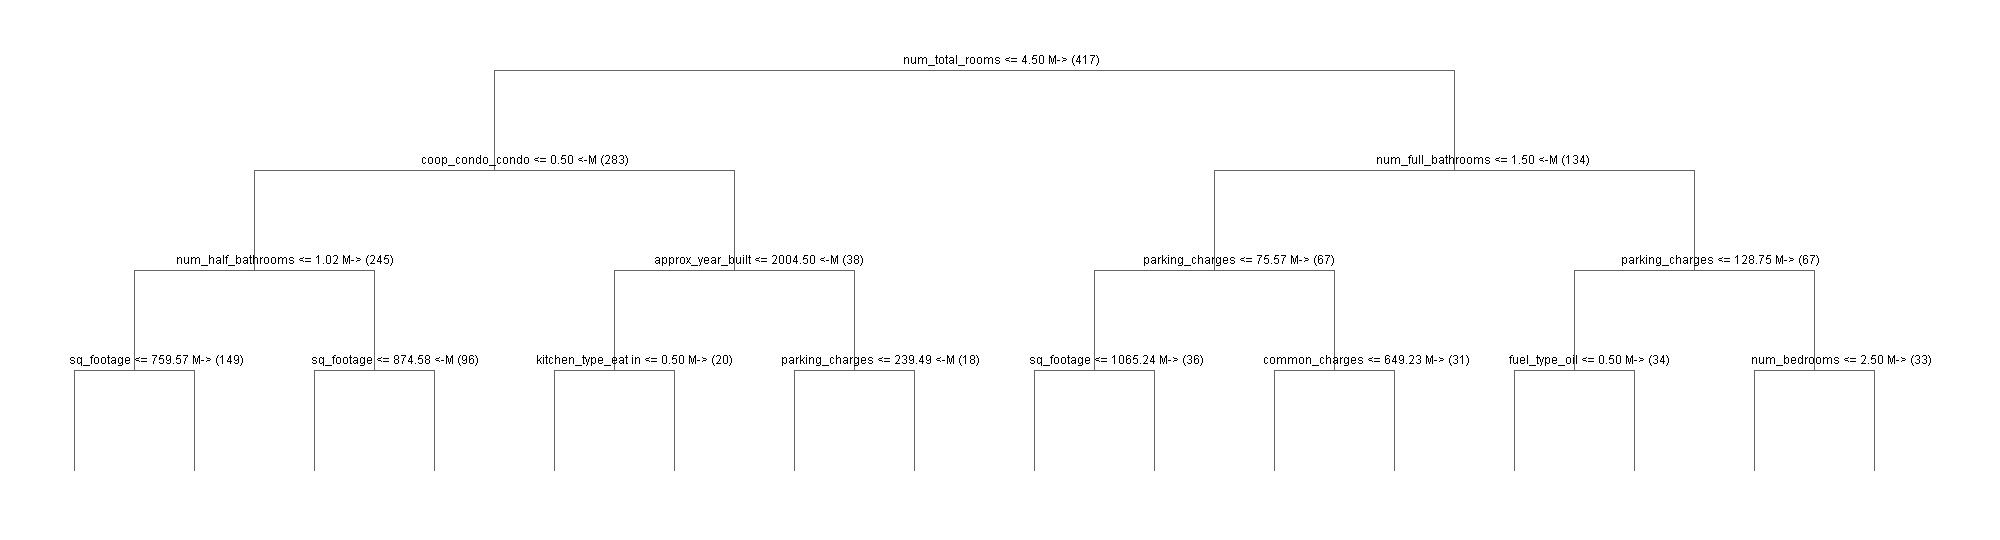 num_total_rooms <= 4.50 M-> (417)
coop_condo_condo <= 0.50 <-M (283)
num_full_bathrooms <= 1.50 <-M (134)
num_half_bathrooms <= 1.02 M-> (245)
approx_year_built <= 2004.50 <-M (38)
parking_charges <= 75.57 M-> (67)
parking_charges <= 128.75 M-> (67)
sq_footage <= 759.57 M-> (149)
sq_footage <= 874.58 <-M (96)
kitchen_type_eat in <= 0.50 M-> (20)
parking_charges <= 239.49 <-M (18)
sq_footage <= 1065.24 M-> (36)
common_charges <= 649.23 M-> (31)
fuel_type_oil <= 0.50 M-> (34)
num_bedrooms <= 2.50 M-> (33)